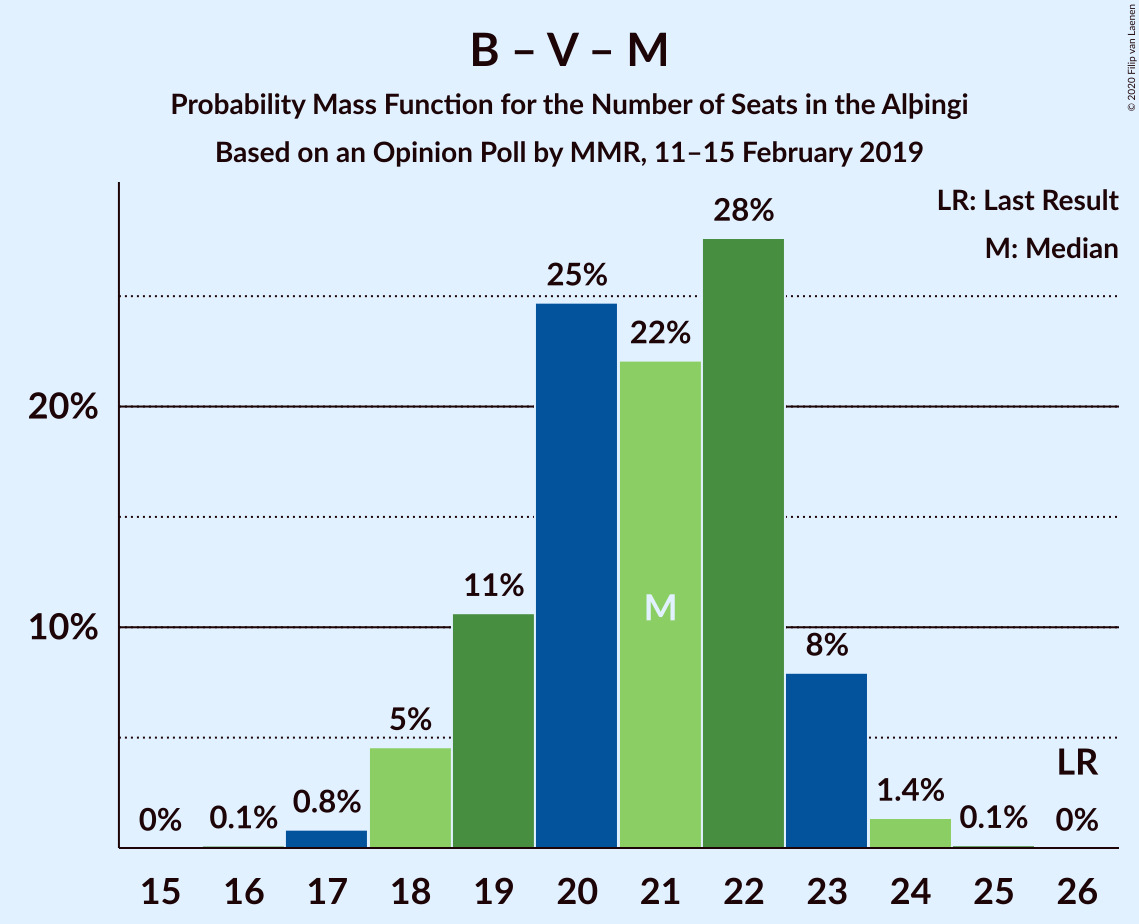 B – V – M
Probability Mass Function for the Number of Seats in the Alþingi
Based on an Opinion Poll by MMR, 11–15 February 2019
© 2020 Filip van Laenen
LR: Last Result
M: Median
28%
25%
22%
20%
11%
M
10%
8%
5%
LR
0%
0.1%
0.8%
1.4%
0.1%
0%
15 16 17 18 19 20 21 22 23 24 25 26